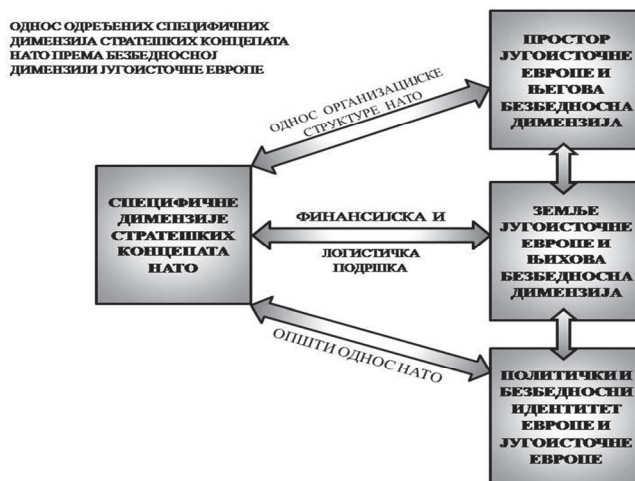 ОДНОС ОДРЕЂЕНИХ СПЕЦИФИЧНИХ
ДИМЕНЗИЈА СТРАТЕШКИХ КОНЦЕПАТА
НАТО ПРЕМА БЕЗБЕДНОСНОЈ
ДИМЕНЗИЈИ ЈУГОИСТОЧНЕ ЕВРОПЕ
ПРОСТОР
ЈУГОИСТОЧНЕ
ЕВРОПЕ И
ЊЕГОВА
БЕЗБЕДНОСНА
ДИМЕНЗИЈА
ОДНОС ОРГАНИЗАЦИЈСКЕ
СТРУКТУРЕ НАТО
СПЕЦИФИЧНЕ
ДИМЕНЗИЈЕ
СТРАТЕШКИХ
КОНЦЕПАТА
НАТО
ФИНАНСИЈСКА И
ЛОГИСТИЧКА
ПОДРШКА
ЗЕМЉЕ
ЈУГОИСТОЧНЕ
ЕВРОПЕ И
ЊИХОВА
БЕЗБЕДНОСНА
ДИМЕНЗИЈА
ОПШТИ ОДНОС НАТО
ПОЛИТИЧКИ И
БЕЗБЕДНОСНИ
ИДЕНТИТЕТ
ЕВРОПЕ И
ЈУГОИСТОЧНЕ
ЕВРОПЕ